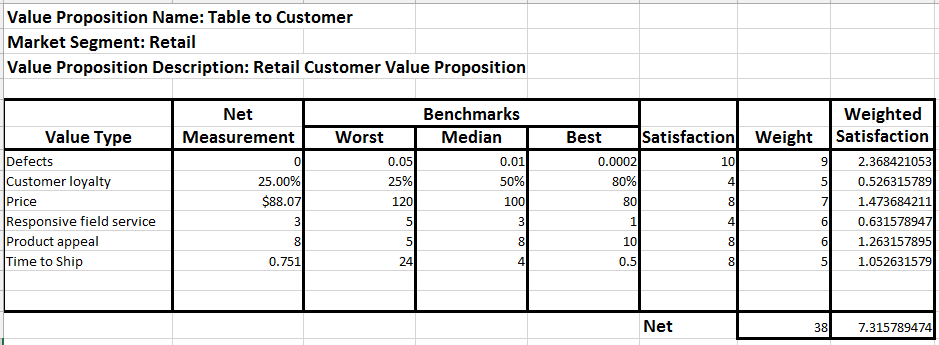 Value Proposition Name: Table to Customer
Market Segment: Retail
Value Proposition Description: Retail Customer Value Proposition
Net Benchmarks Weighted
Value Type Measurement Worst Median Best Satisfaction Weight Satisfaction
Defects 0 0.05 0.01 0.0002 10 9 2.368421053
Customer loyalty 25.00% 25% 50% 80% 4 5 0.526315789
Price $88.07 120 100 80 8 7 1.473684211
Responsive field service 3 5 3 1 4 6 0.631578947
Product appeal 8 5 8 10 8 6 1.263157895
Time to Ship 0.751 24 4 0.5 8 5 1.052631579
Net 38 7.315789474